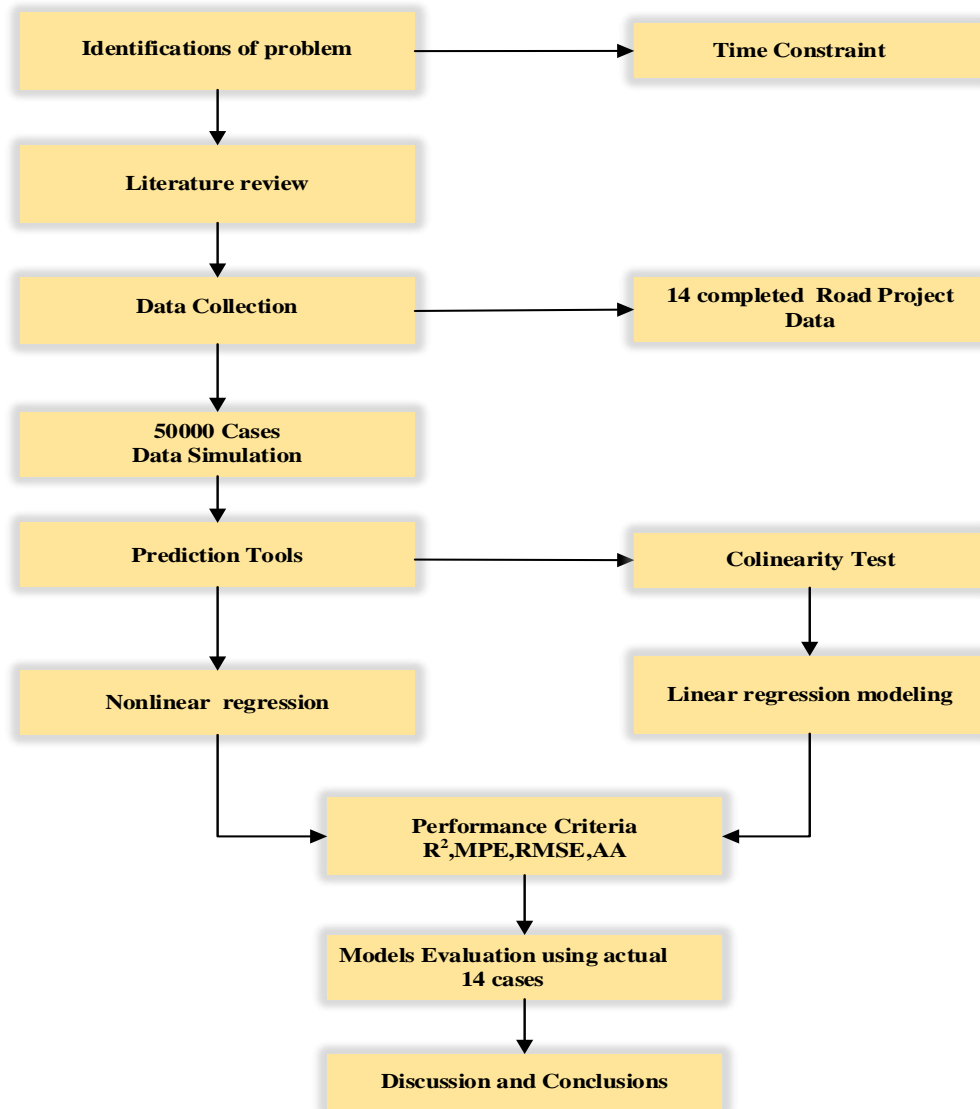 Identifications of problem
Time Constraint
Literature review
Data Collection
14 completed Road Project
Data
50000 Cases
Data Simulation
Prediction Tools
Colinearity Test
Nonlinear regression
Linear regression modeling
Performance Criteria
R²,MPE,RMSE,AA
Models Evaluation using actual
14 cases
Discussion and Conclusions